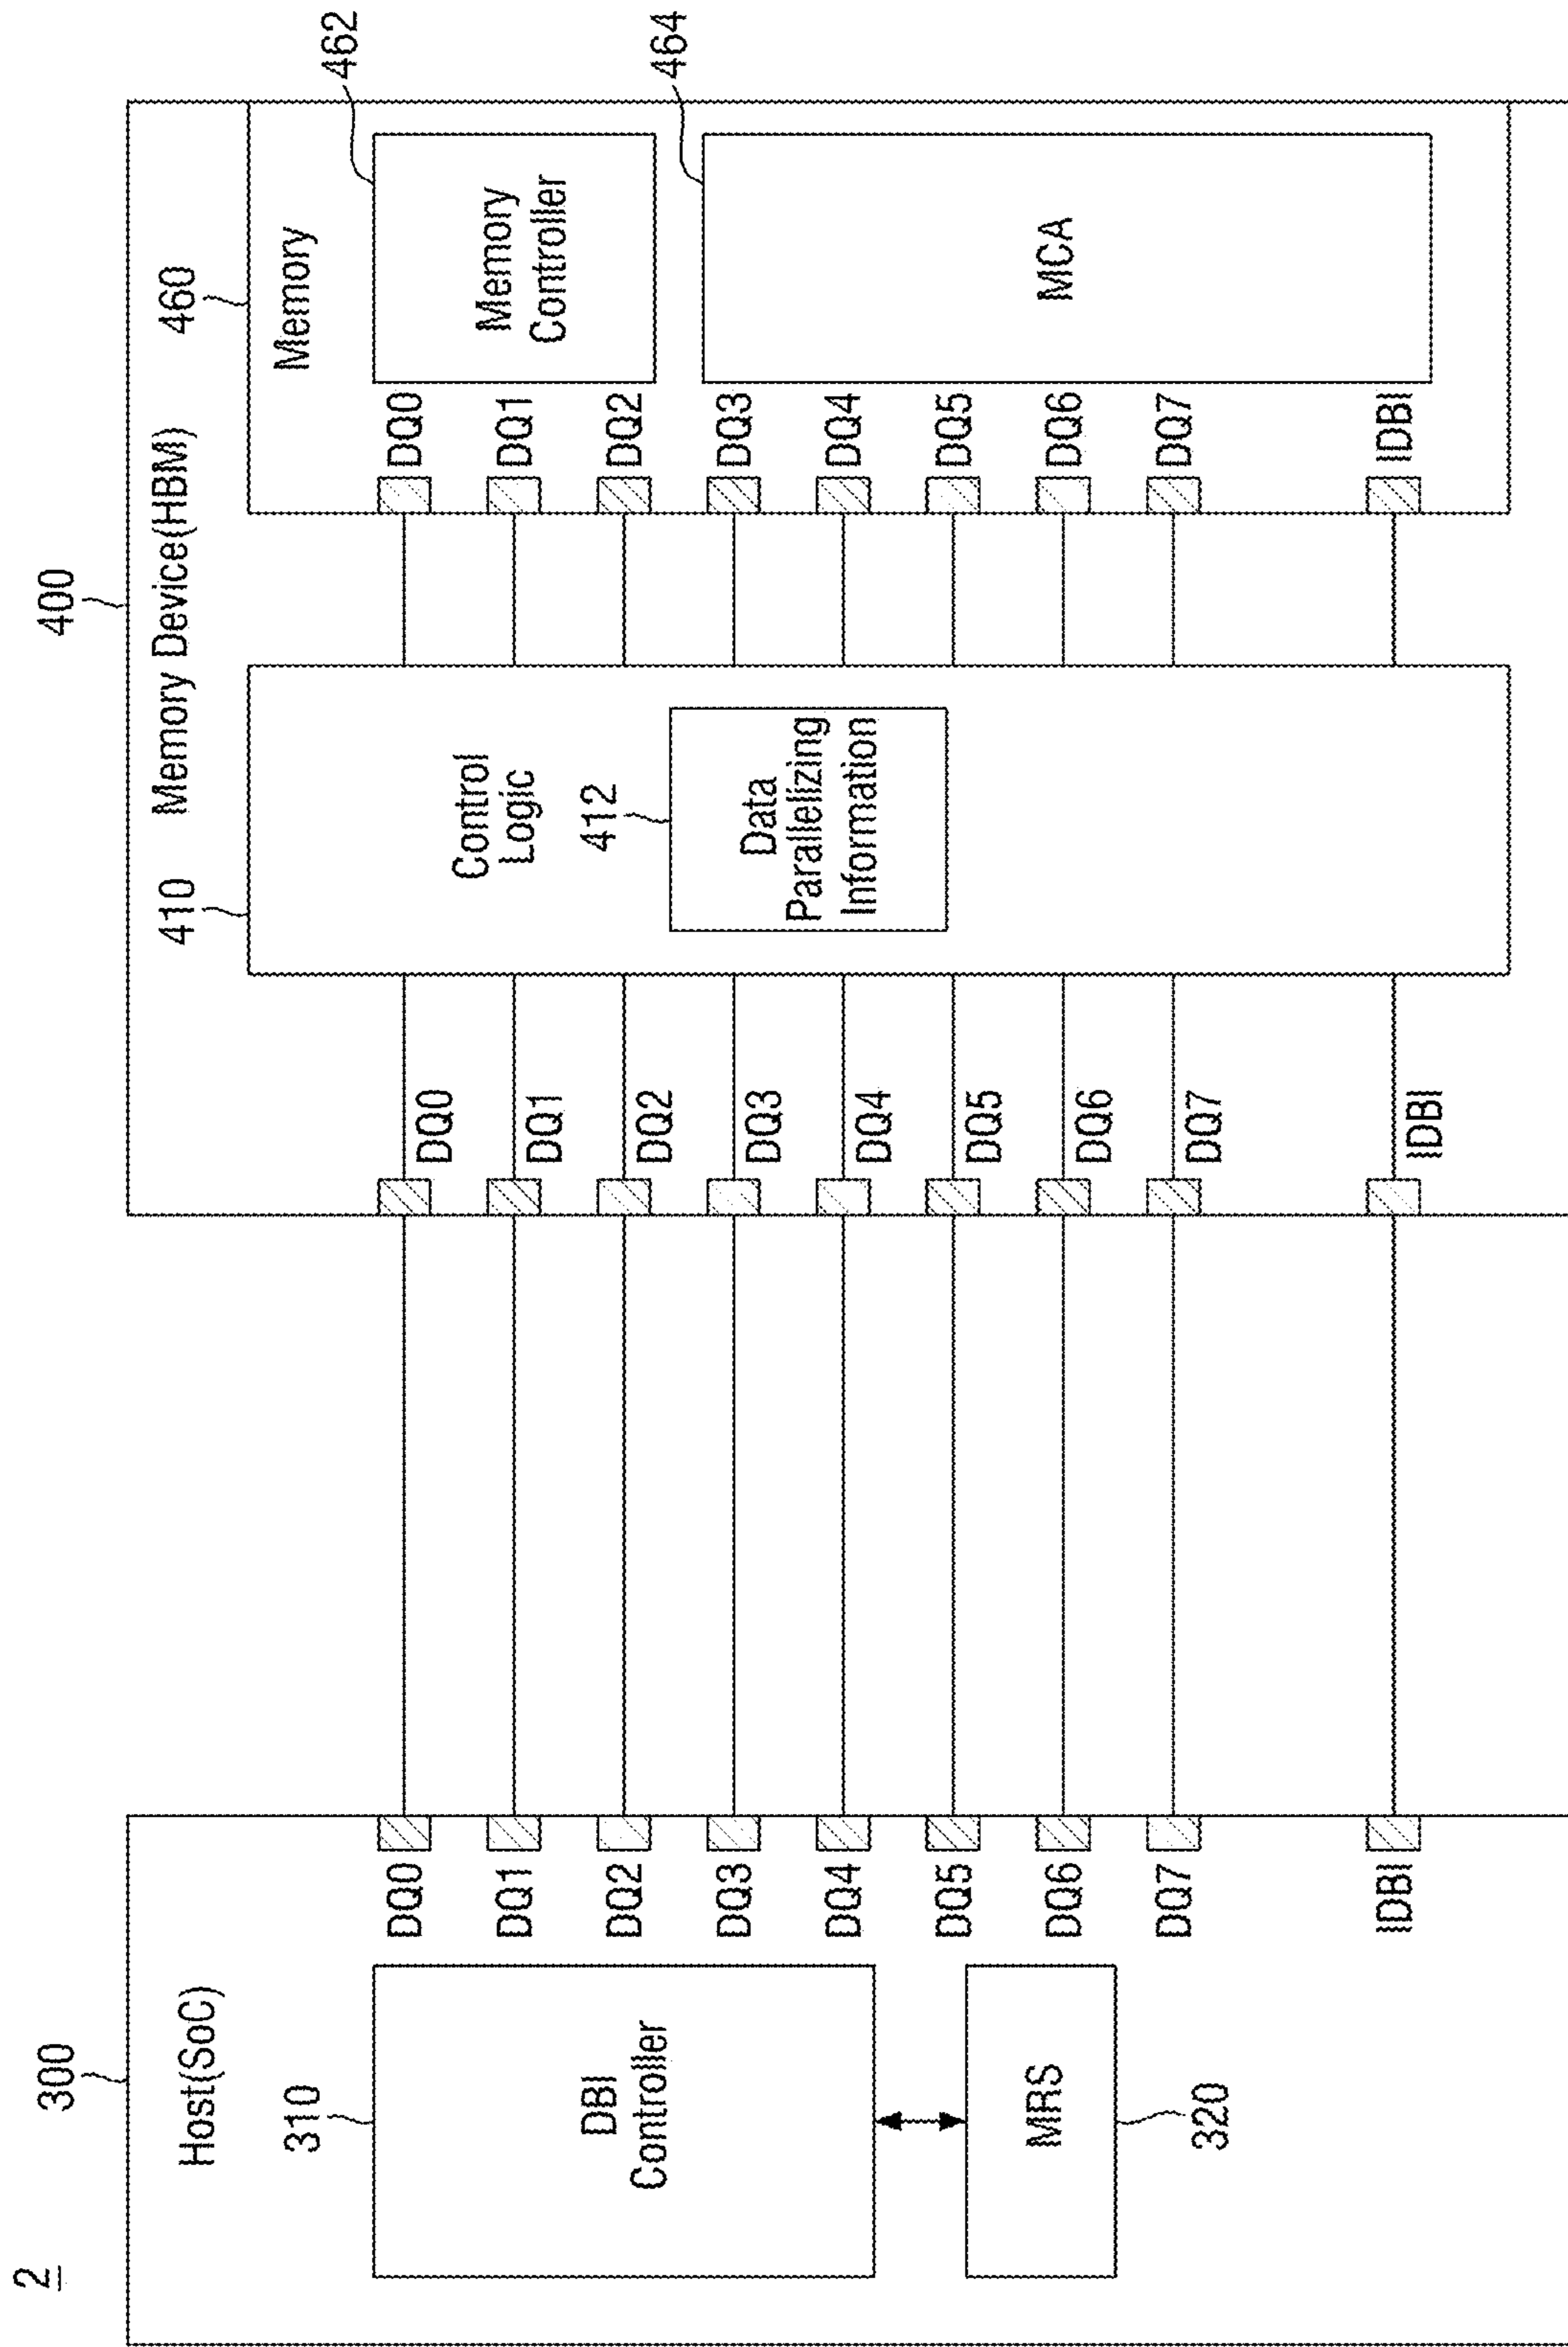 2
300
Host(SoC)
310
DBI
Controller
MRS
320
DQ0
DQ1
DQ2
DQ3
DQ4
DQ5
DQ6
DQ7
IDBI
400
Memory Device(HBM)
DQ0
DQ1
DQ2
DQ3
DQ4
DQ5
DQ6
DQ7
IDBI
410
Control
Logic
412
Data
Parallelizing
Information
460
Memory
DQ0
DQ1
DQ2
DQ3
DQ4
DQ5
DQ6
DQ7
IDBI
462
Memory
Controller
464
MCA